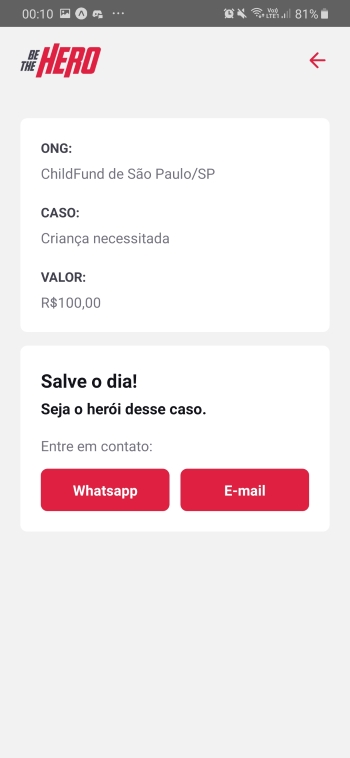 00:10 81%
BE THE HERO
ONG:
ChildFund de São Paulo/SP
CASO:
Criança necessitada
VALOR:
R$100,00
Salve o dia!
Seja o herói desse caso.
Entre em contato:
Whatsapp E-mail